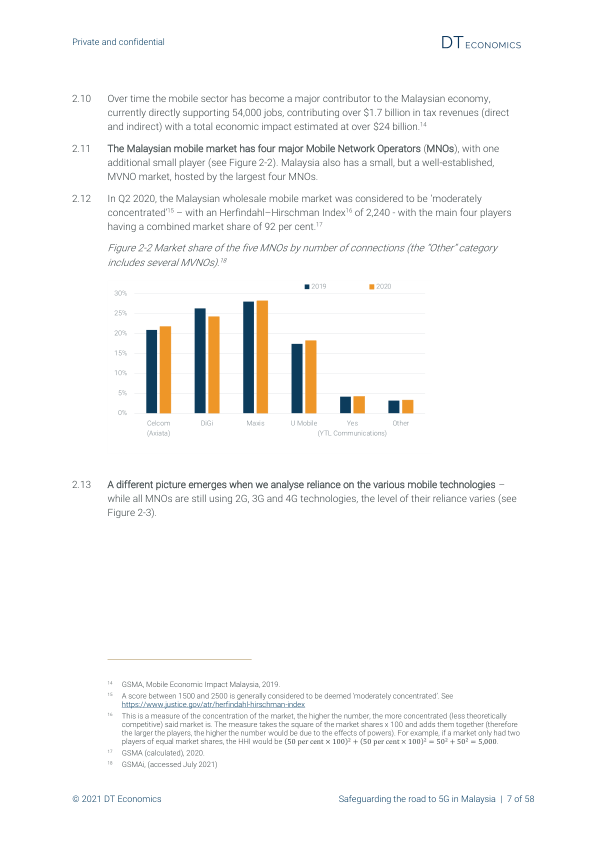 Private and confidential
DT ECONOMICS
2.10 Over time the mobile sector has become a major contributor to the Malaysian economy,
currently directly supporting 54,000 jobs, contributing over $1.7 billion in tax revenues (direct
and indirect) with a total economic impact estimated at over $24 billion.14
2.11 The Malaysian mobile market has four major Mobile Network Operators (MNOs), with one
additional small player (see Figure 2-2). Malaysia also has a small, but a well-established,
MVNO market, hosted by the largest four MNOs.
2.12 In Q2 2020, the Malaysian wholesale mobile market was considered to be 'moderately
concentrated'15 – with an Herfindahl–Hirschman Index16 of 2,240 - with the main four players
having a combined market share of 92 per cent.17
Figure 2-2 Market share of the five MNOs by number of connections (the "Other" category
includes several MVNOs).18
2019 2020
30%
25%
20%
15%
10%
5%
0%
Celcom DiGi Maxis U Mobile Yes Other
(Axiata) (YTL Communications)
2.13 A different picture emerges when we analyse reliance on the various mobile technologies –
while all MNOs are still using 2G, 3G and 4G technologies, the level of their reliance varies (see
Figure 2-3).
14 GSMA, Mobile Economic Impact Malaysia, 2019.
15 A score between 1500 and 2500 is generally considered to be deemed 'moderately concentrated'. See
https://www.justice.gov/atr/herfindahl-hirschman-index
16 This is a measure of the concentration of the market, the higher the number, the more concentrated (less theoretically
competitive) said market is. The measure takes the square of the market shares x 100 and adds them together (therefore
the larger the players, the higher the number would be due to the effects of powers). For example, if a market only had two
players of equal market shares, the HHI would be (50 per cent × 100)² + (50 per cent × 100)² = 50² + 50² = 5,000.
17 GSMA (calculated), 2020.
18 GSMAi, (accessed July 2021)
© 2021 DT Economics
Safeguarding the road to 5G in Malaysia | 7 of 58